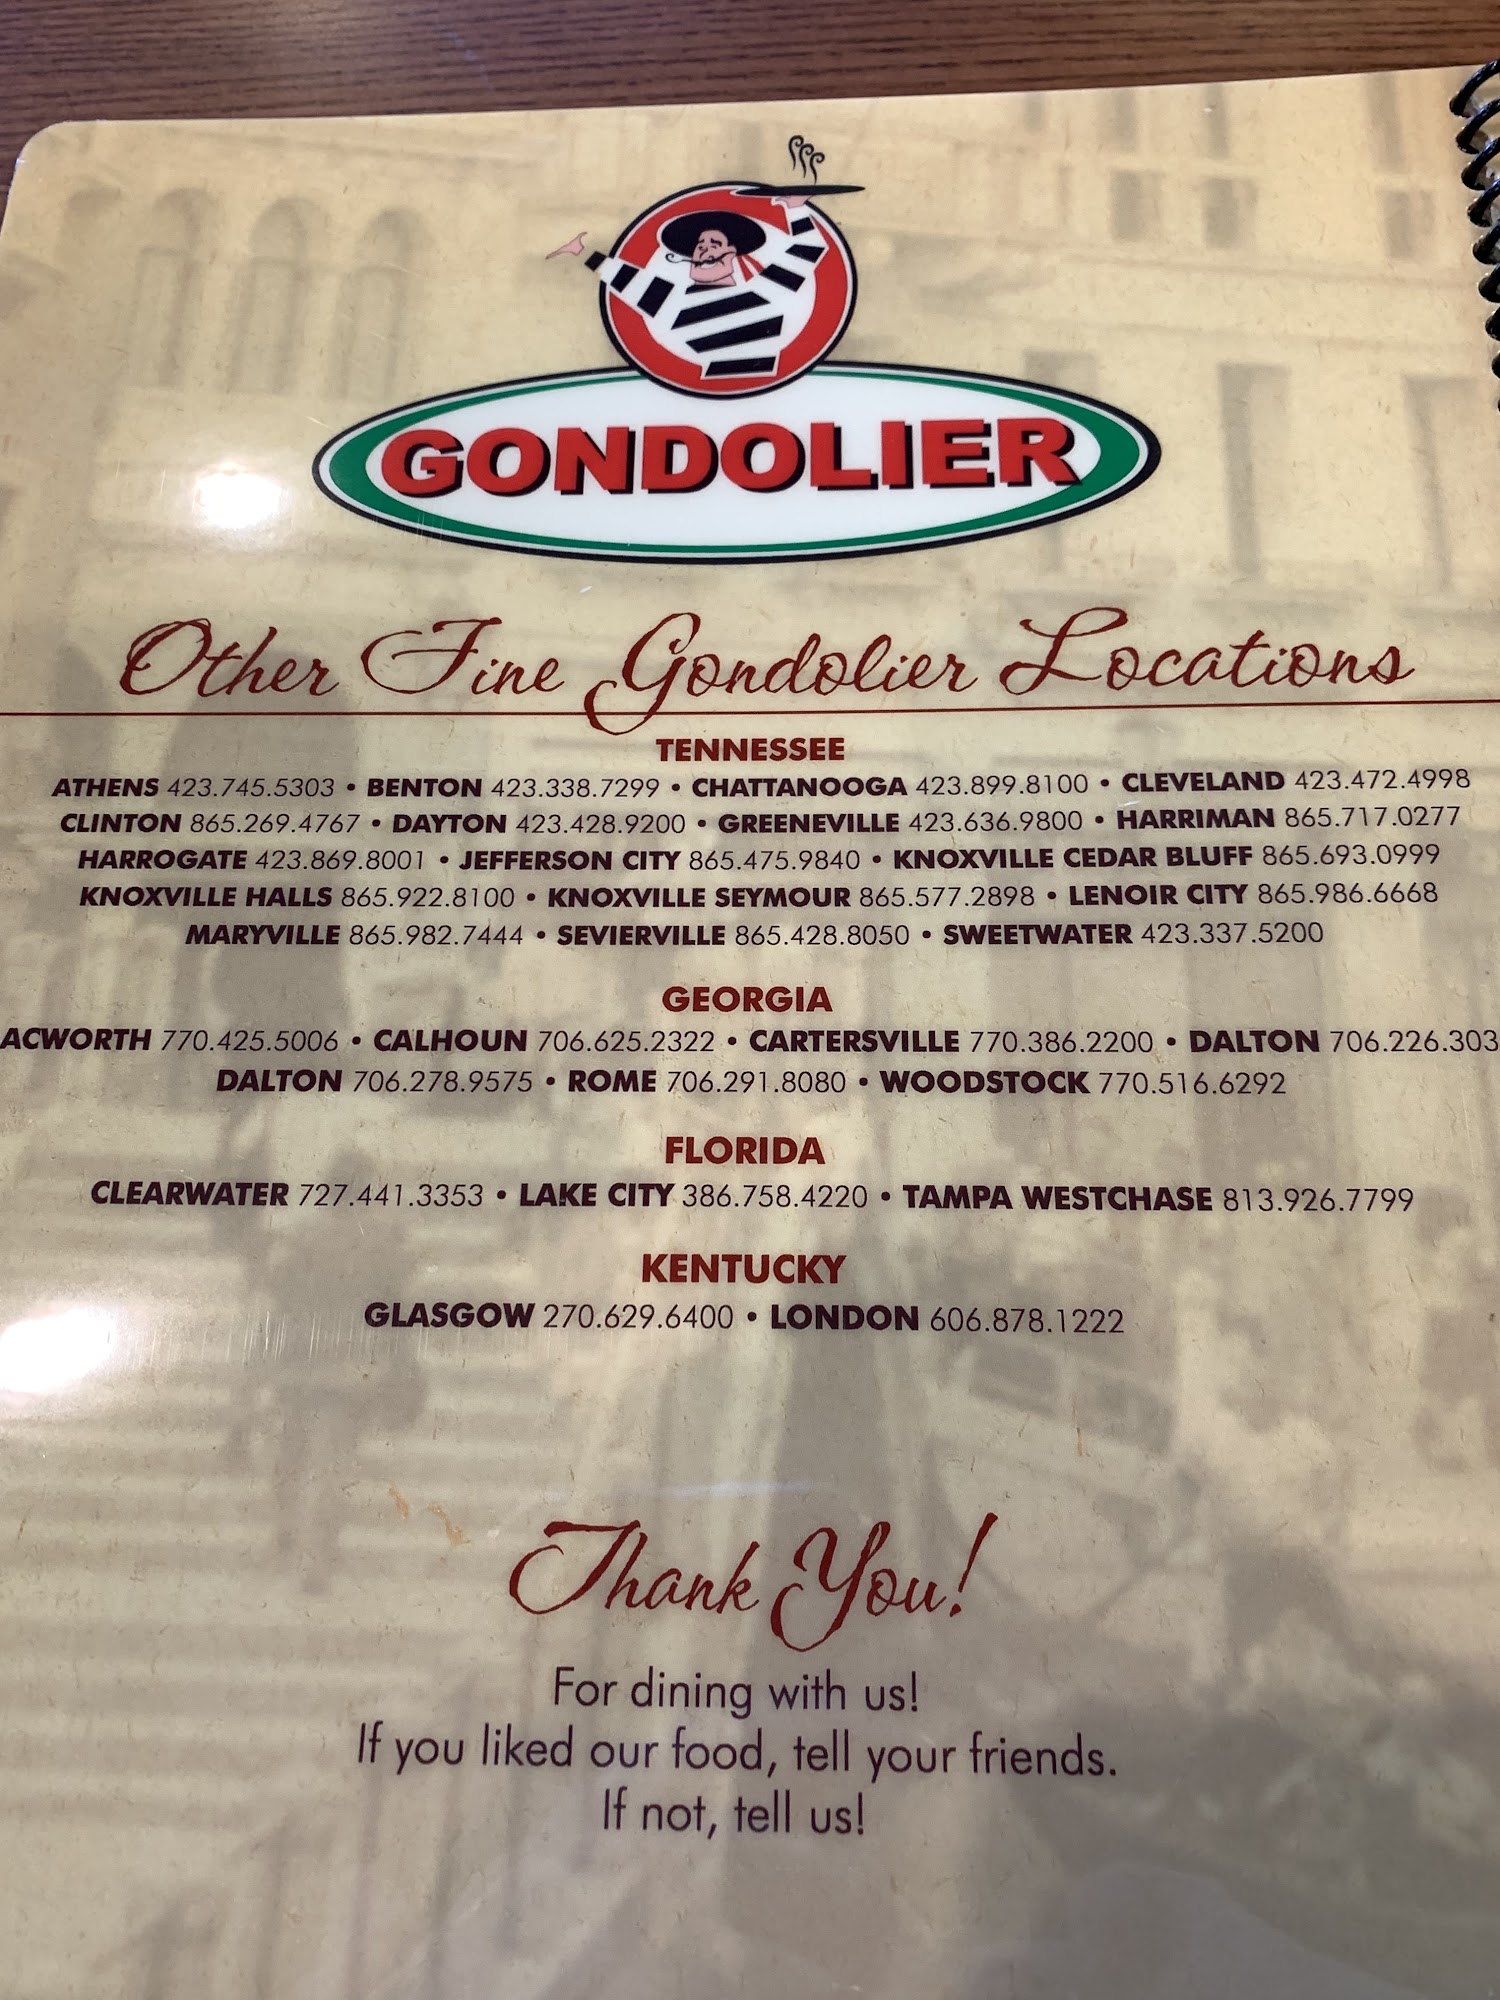 GONDOLIER
Other Fine Gondolier Locations
TENNESSEE
ATHENS 423.745.5303 • BENTON 423.338.7299 • CHATTANOOGA 423.899.8100 • CLEVELAND 423.472.4998
CLINTON 865.269.4767 • DAYTON 423.428.9200 • GREENEVILLE 423.636.9800 • HARRIMAN 865.717.0277
HARROGATE 423.869.8001 • JEFFERSON CITY 865.475.9840 • KNOXVILLE CEDAR BLUFF 865.693.0999
KNOXVILLE HALLS 865.922.8100 • KNOXVILLE SEYMOUR 865.577.2898 • LENOIR CITY 865.986.6668
MARYVILLE 865.982.7444 • SEVIERVILLE 865.428.8050 • SWEETWATER 423.337.5200
GEORGIA
ACWORTH 770.425.5006 • CALHOUN 706.625.2322 • CARTERSVILLE 770.386.2200 • DALTON 706.226.303
DALTON 706.278.9575 • ROME 706.291.8080 • WOODSTOCK 770.516.6292
FLORIDA
CLEARWATER 727.441.3353 • LAKE CITY 386.758.4220 • TAMPA WESTCHASE 813.926.7799
KENTUCKY
GLASGOW 270.629.6400 • LONDON 606.878.1222
Thank You!
For dining with us!
If you liked our food, tell your friends.
If not, tell us!